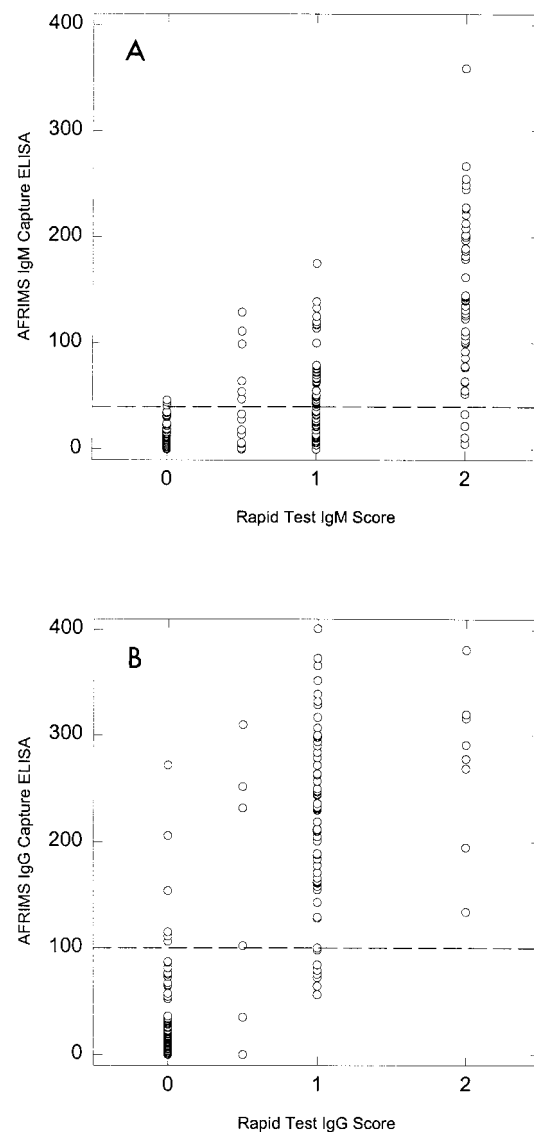 A
AFRIMS IgM Capture ELISA
400
300
200
100
0
0 1 2
Rapid Test IgM Score
B
AFRIMS IgG Capture ELISA
400
300
200
100
0
0 1 2
Rapid Test IgG Score